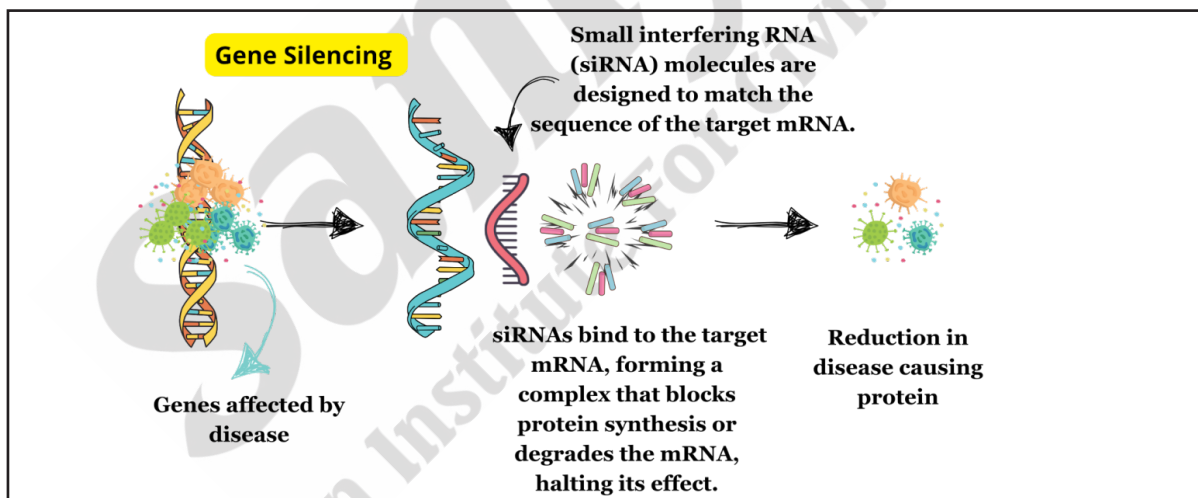 Gene Silencing
Small interfering RNA
(siRNA) molecules are
designed to match the
sequence of the target mRNA.
Genes affected by
disease
siRNAs bind to the target
mRNA, forming a
complex that blocks
protein synthesis or
degrades the mRNA,
halting its effect.
Reduction in
disease causing
protein